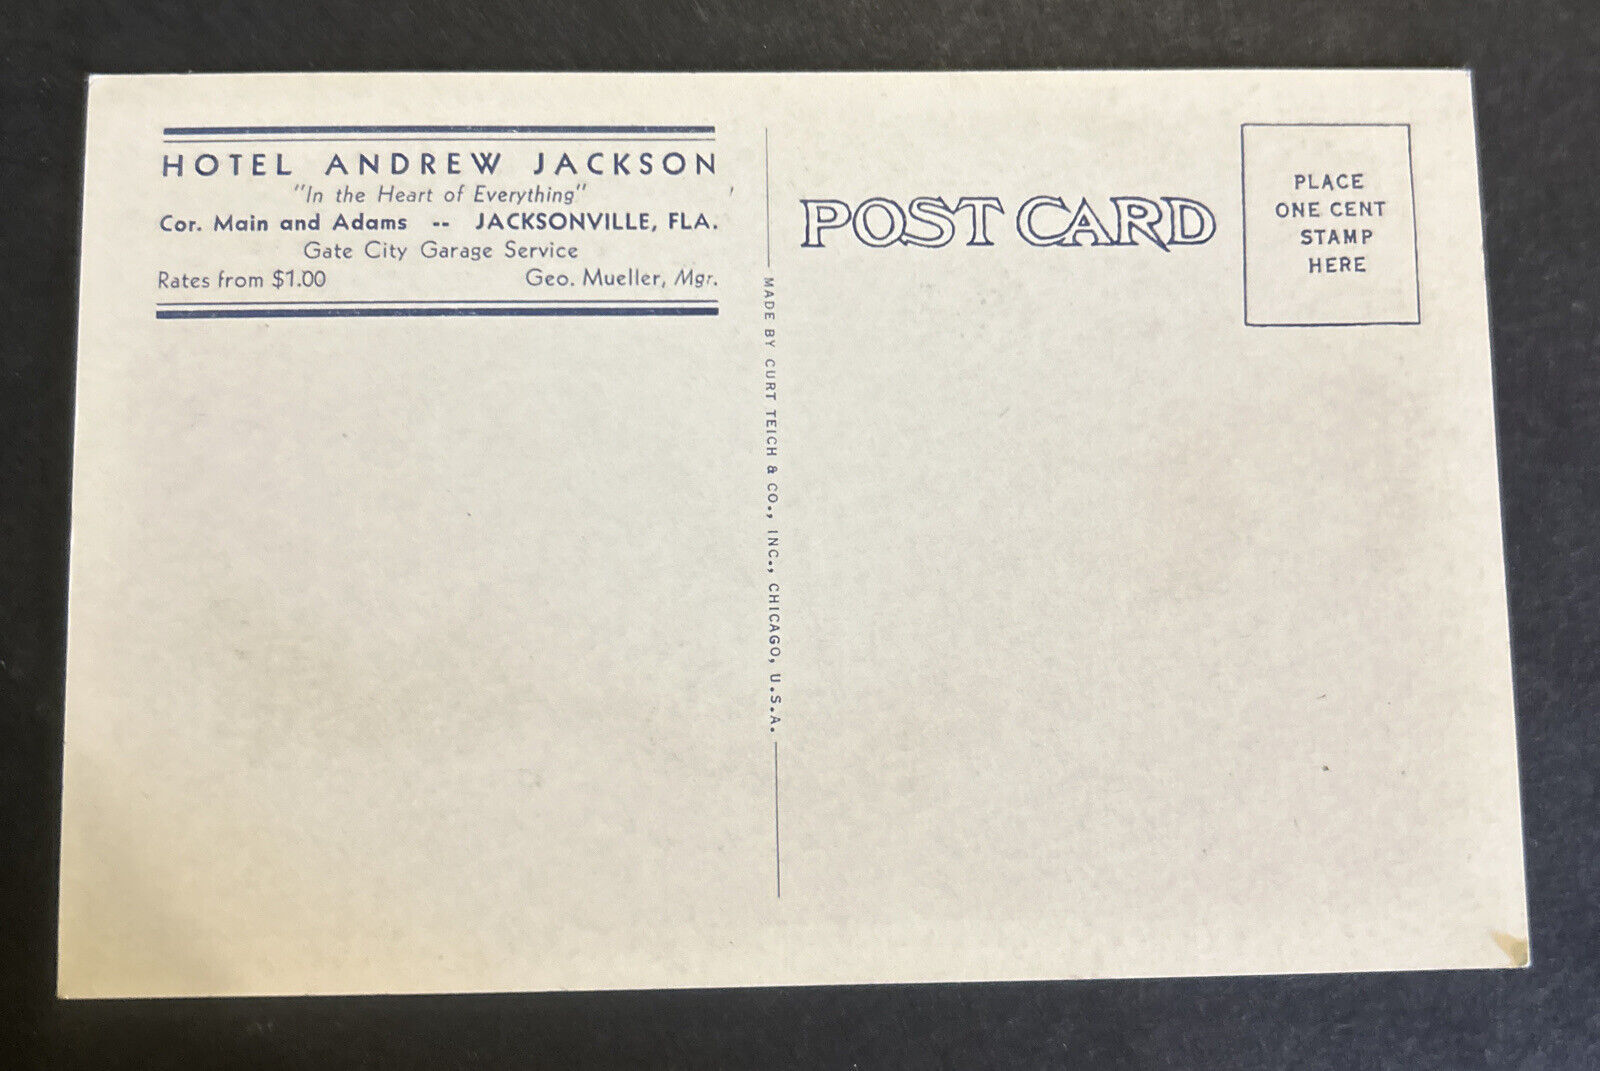 HOTEL ANDREW JACKSON
"In the Heart of Everything"
Cor. Main and Adams -- JACKSONVILLE, FLA.
Gate City Garage Service
Rates from $1.00 Geo. Mueller, Mgr.
MADE BY CURT TEICH & CO., INC., CHICAGO, U.S.A.
POST CARD
PLACE
ONE CENT
STAMP
HERE